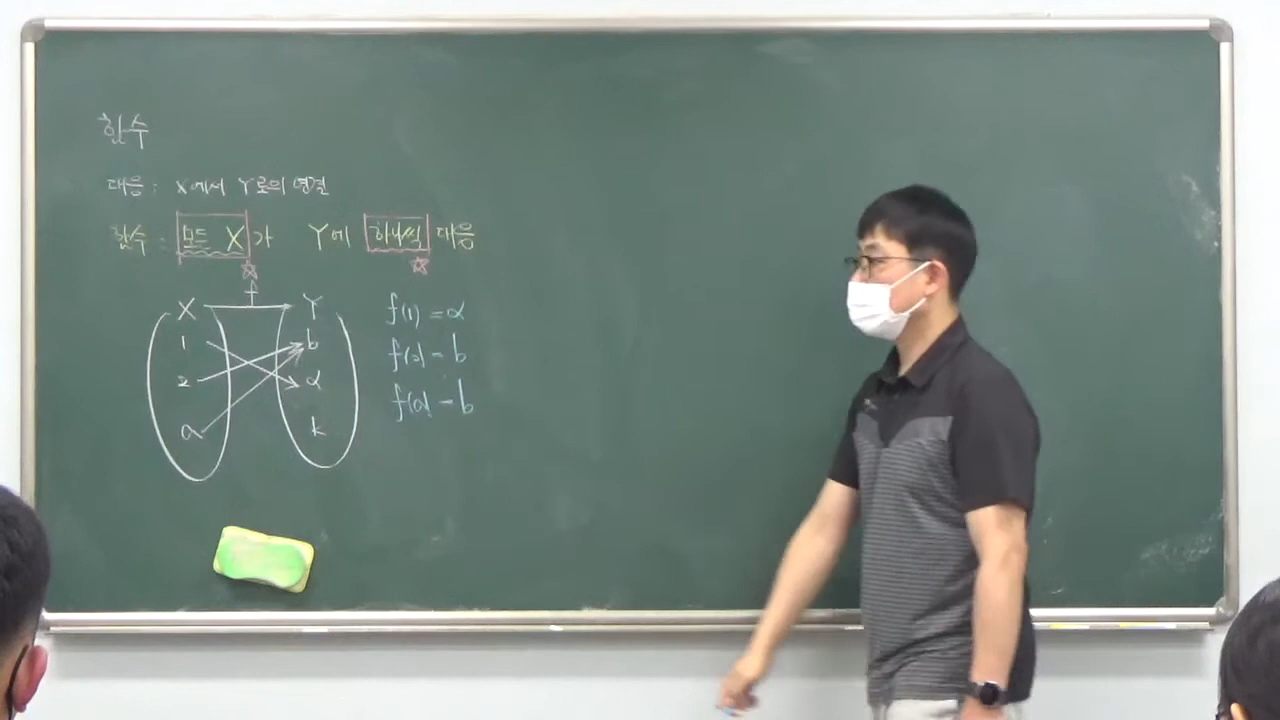 함수
대응 : X에서 Y로의 연결
함수 : 모든 X가 Y에 하나씩 대응
f
X Y
1 b
2 α
a k
f(1) = α
f(2) = b
f(a) = b